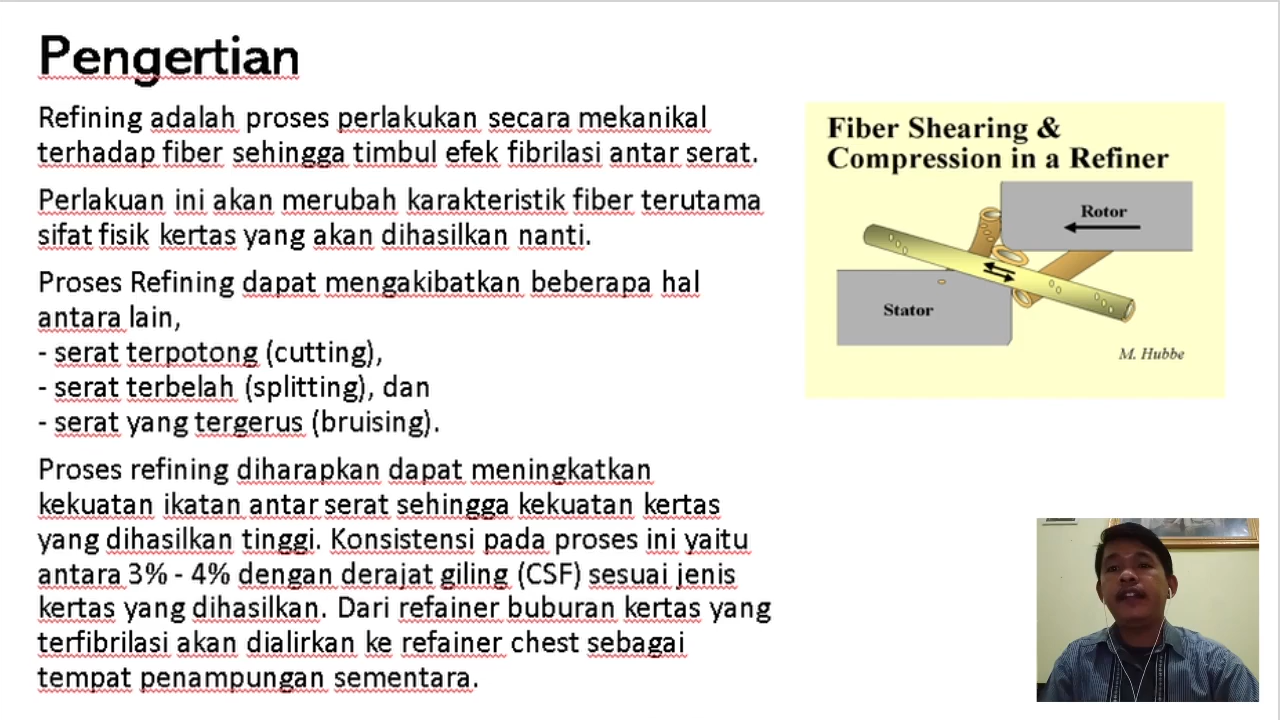 Pengertian
Refining adalah proses perlakukan secara mekanikal
terhadap fiber sehingga timbul efek fibrilasi antar serat.
Perlakuan ini akan merubah karakteristik fiber terutama
sifat fisik kertas yang akan dihasilkan nanti.
Proses Refining dapat mengakibatkan beberapa hal
antara lain,
- serat terpotong (cutting),
- serat terbelah (splitting), dan
- serat yang tergerus (bruising).
Proses refining diharapkan dapat meningkatkan
kekuatan ikatan antar serat sehingga kekuatan kertas
yang dihasilkan tinggi. Konsistensi pada proses ini yaitu
antara 3% - 4% dengan derajat giling (CSF) sesuai jenis
kertas yang dihasilkan. Dari refainer buburan kertas yang
terfibrilasi akan dialirkan ke refainer chest sebagai
tempat penampungan sementara.
Fiber Shearing &
Compression in a Refiner
Rotor
Stator
M. Hubbe